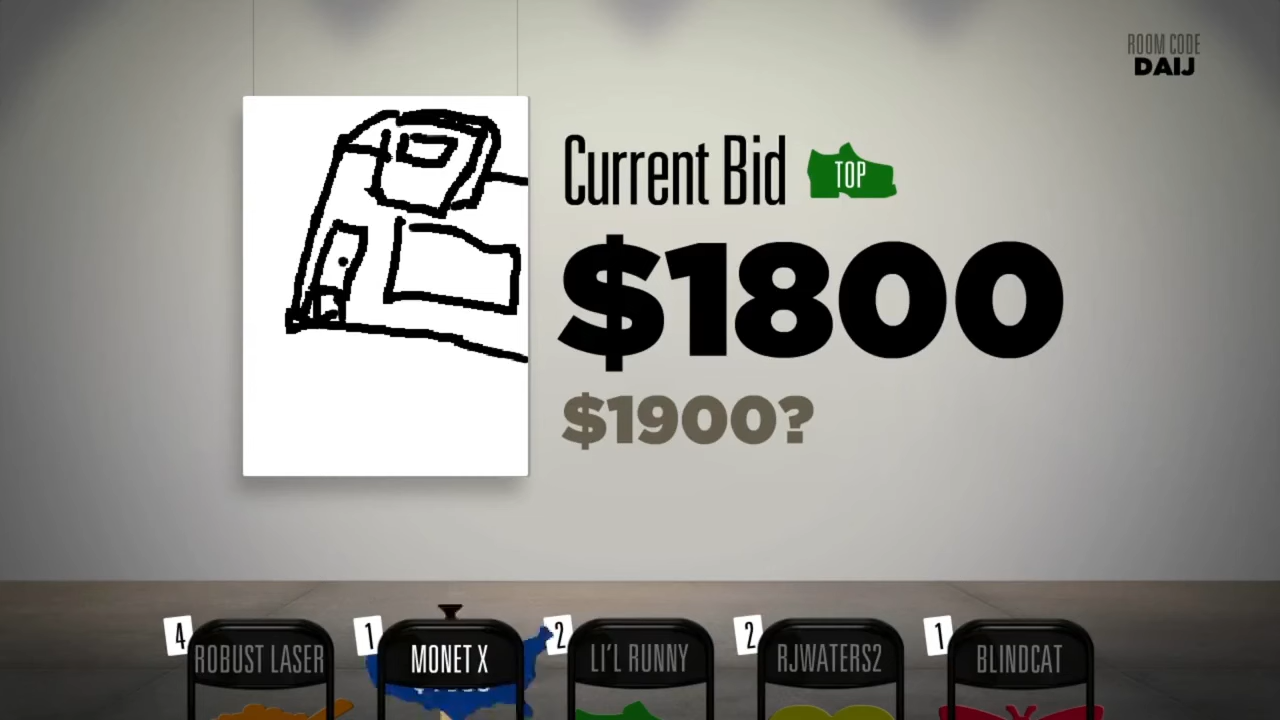 ROOM CODE
DAIJ
Current Bid
TOP
$1800
$1900?
4 ROBUST LASER
1 MONET X
2 LI'L RUNNY
2 RJWATERS2
1 BLINDCAT